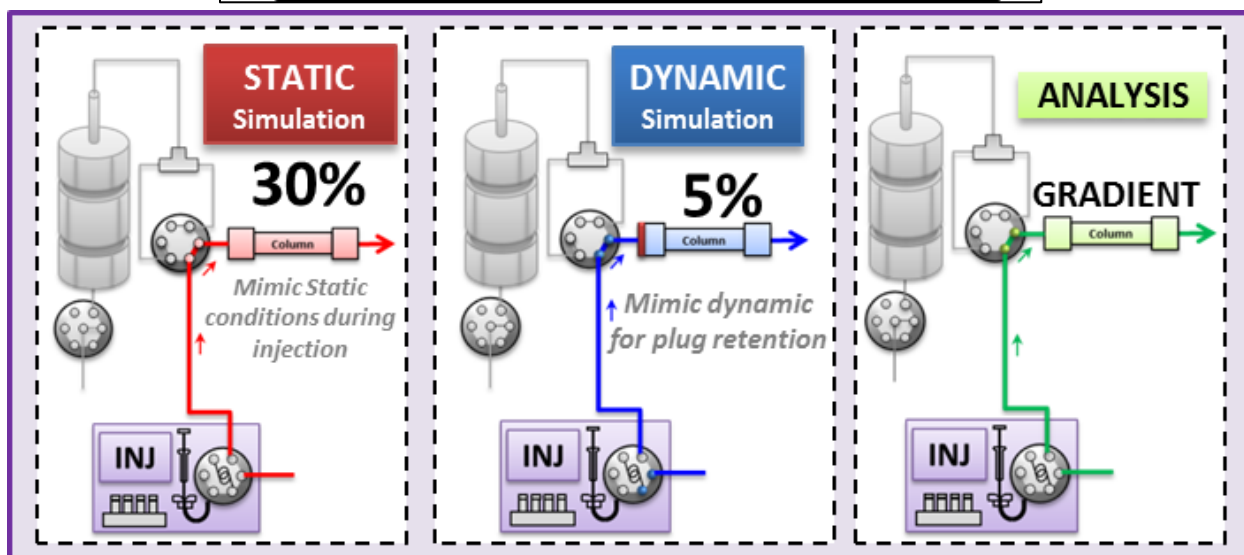 STATIC
Simulation
30%
Column
Mimic Static
conditions during
injection
INJ
DYNAMIC
Simulation
5%
Column
Mimic dynamic
for plug retention
INJ
ANALYSIS
GRADIENT
Column
INJ